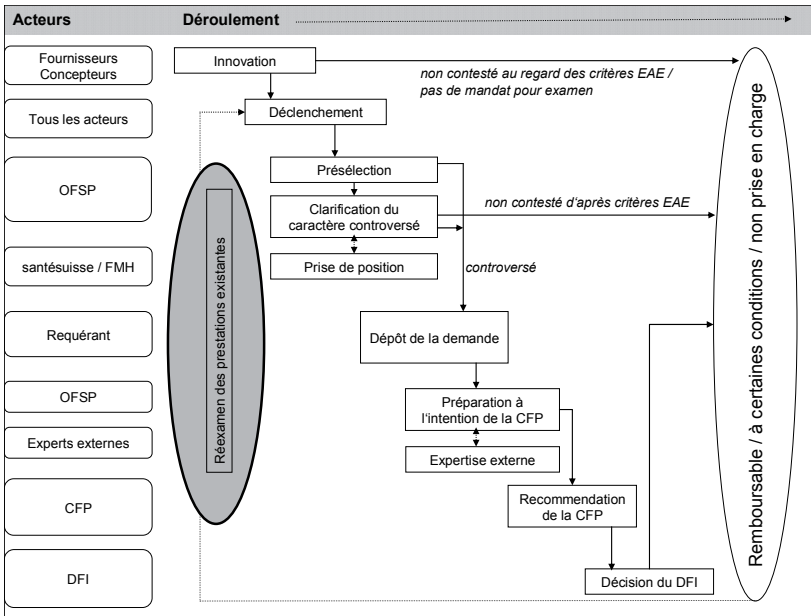 Acteurs
Déroulement
Fournisseurs
Concepteurs
Innovation
non contesté au regard des critères EAE /
pas de mandat pour examen
Tous les acteurs
Déclenchement
OFSP
Présélection
Clarification du
caractère controversé
non contesté d'après critères EAE
santésuisse / FMH
Prise de position
controversé
Requérant
Dépôt de la demande
OFSP
Préparation à
l'intention de la CFP
Experts externes
Expertise externe
CFP
Recommendation
de la CFP
DFI
Décision du DFI
Réexamen des prestations existantes
Remboursable / à certaines conditions / non prise en charge